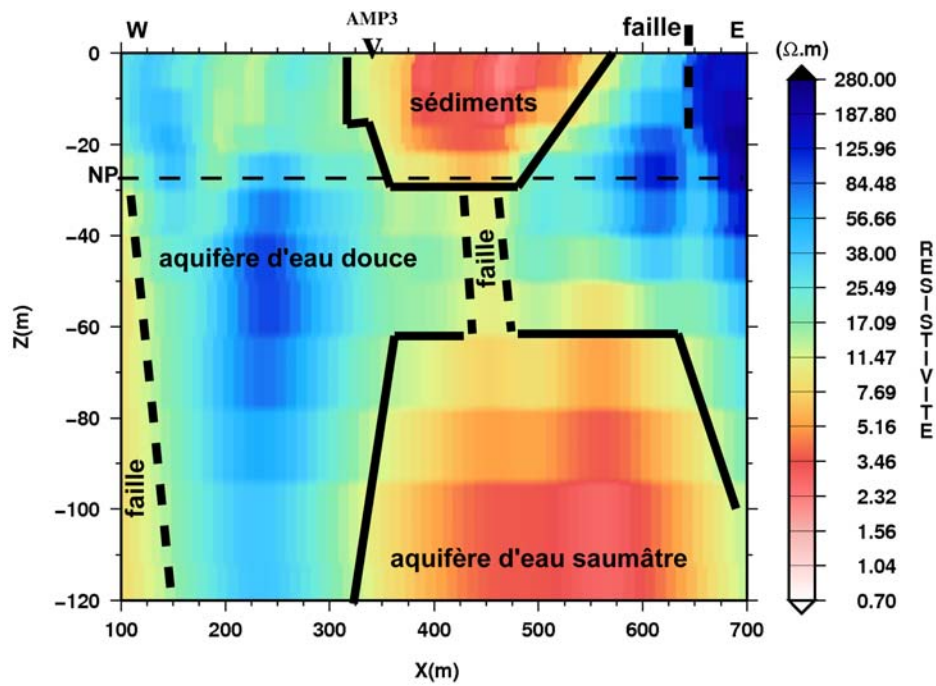 AMP3
V
W
faille
E
(Ω.m)
sédiments
NP
aquifère d'eau douce
faille
faille
aquifère d'eau saumâtre
0
−20
−40
−60
−80
−100
−120
Z(m)
100
200
300
400
500
600
700
X(m)
280.00
187.80
125.96
84.48
56.66
38.00
25.49
17.09
11.47
7.69
5.16
3.46
2.32
1.56
1.04
0.70
RESISTIVITE